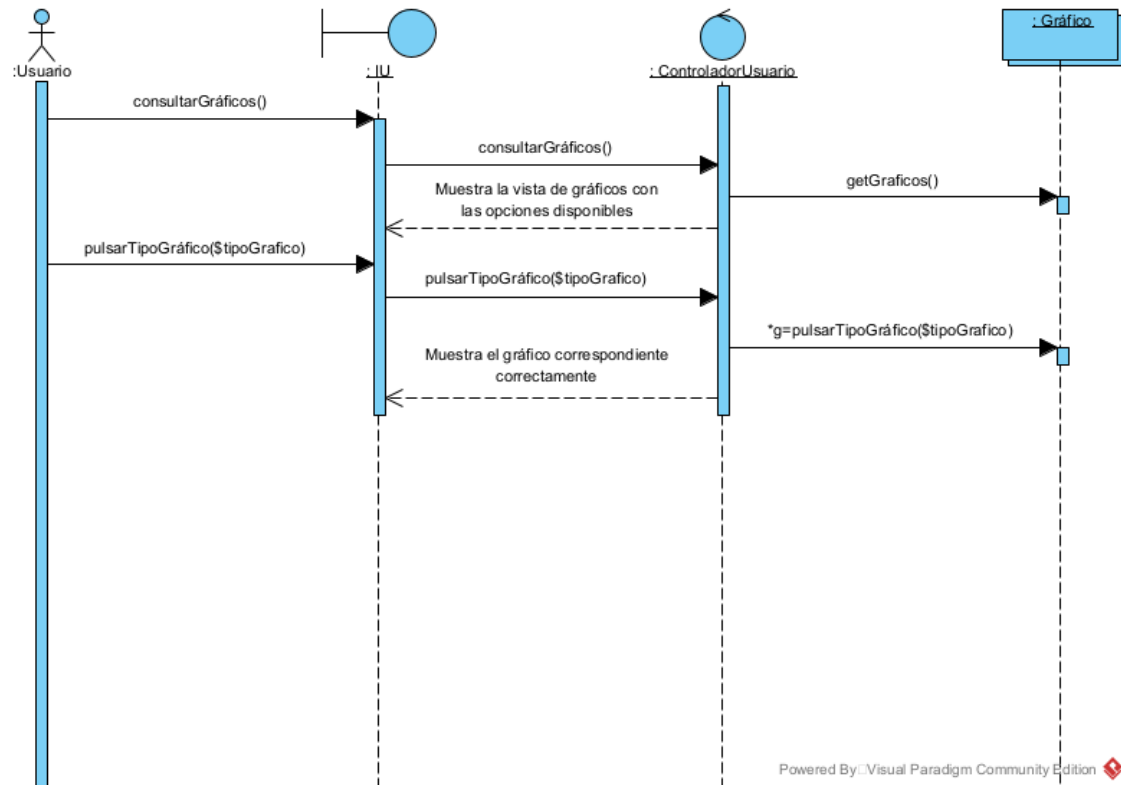 :Usuario
: IU
: ControladorUsuario
: Gráfico
consultarGráficos()
consultarGráficos()
getGraficos()
Muestra la vista de gráficos con
las opciones disponibles
pulsarTipoGráfico($tipoGrafico)
pulsarTipoGráfico($tipoGrafico)
*g=pulsarTipoGráfico($tipoGrafico)
Muestra el gráfico correspondiente
correctamente
Powered By Visual Paradigm Community Edition